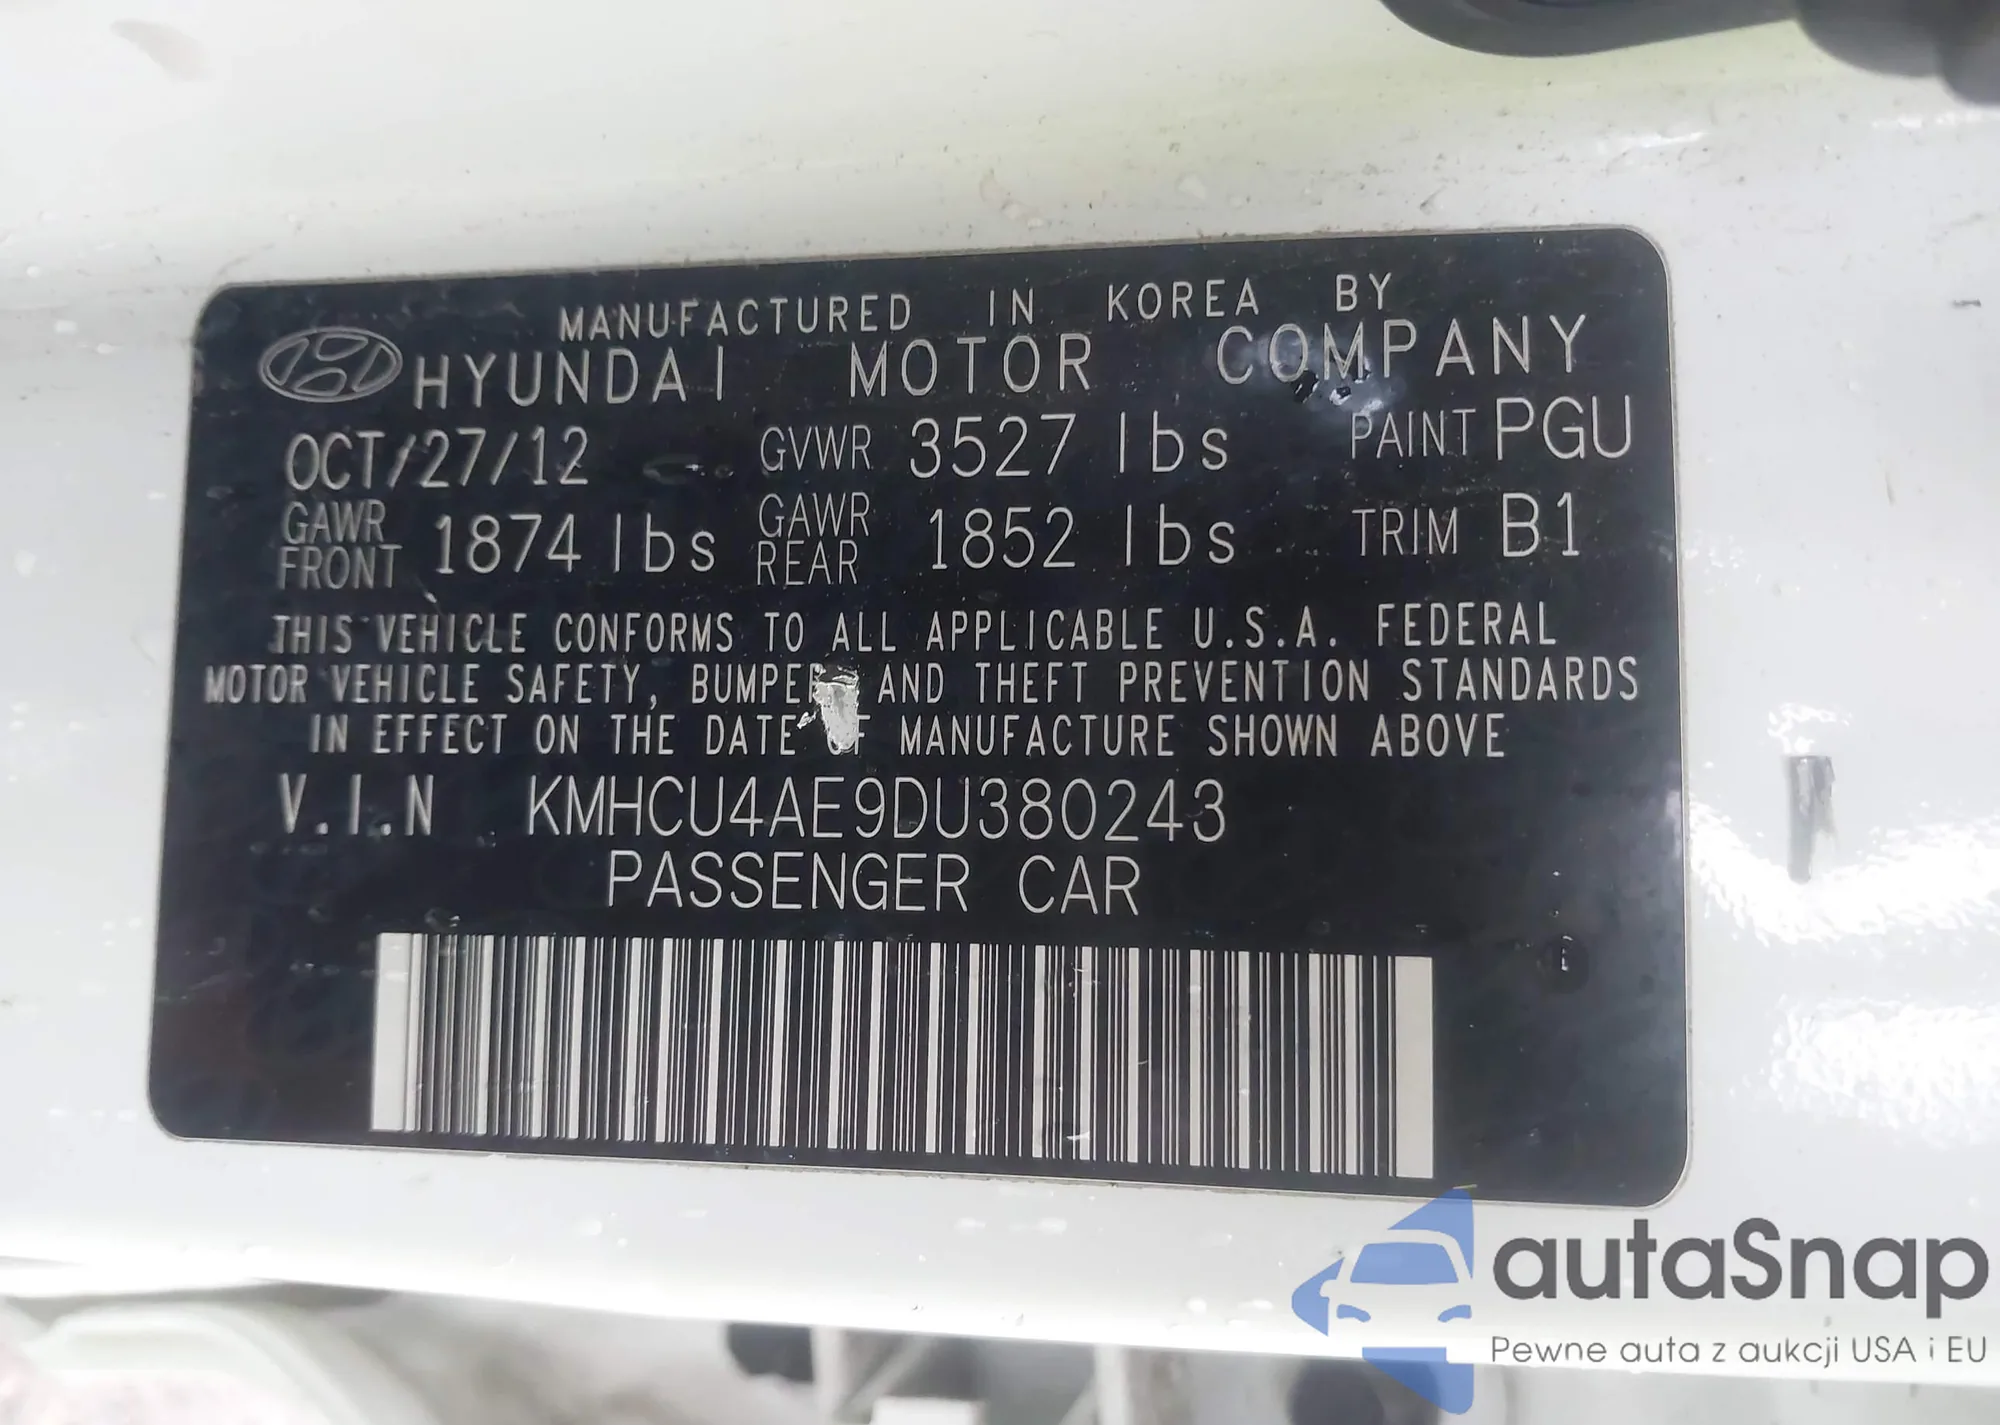 MANUFACTURED IN KOREA BY
HYUNDAI MOTOR COMPANY
OCT/27/12 GVWR 3527 lbs PAINT PGU
GAWR FRONT 1874 lbs GAWR REAR 1852 lbs TRIM B1
THIS VEHICLE CONFORMS TO ALL APPLICABLE U.S.A. FEDERAL
MOTOR VEHICLE SAFETY, BUMPER AND THEFT PREVENTION STANDARDS
IN EFFECT ON THE DATE OF MANUFACTURE SHOWN ABOVE
V.I.N KMHCU4AE9DU380243
PASSENGER CAR
autaSnap
Pewne auta z aukcji USA i EU